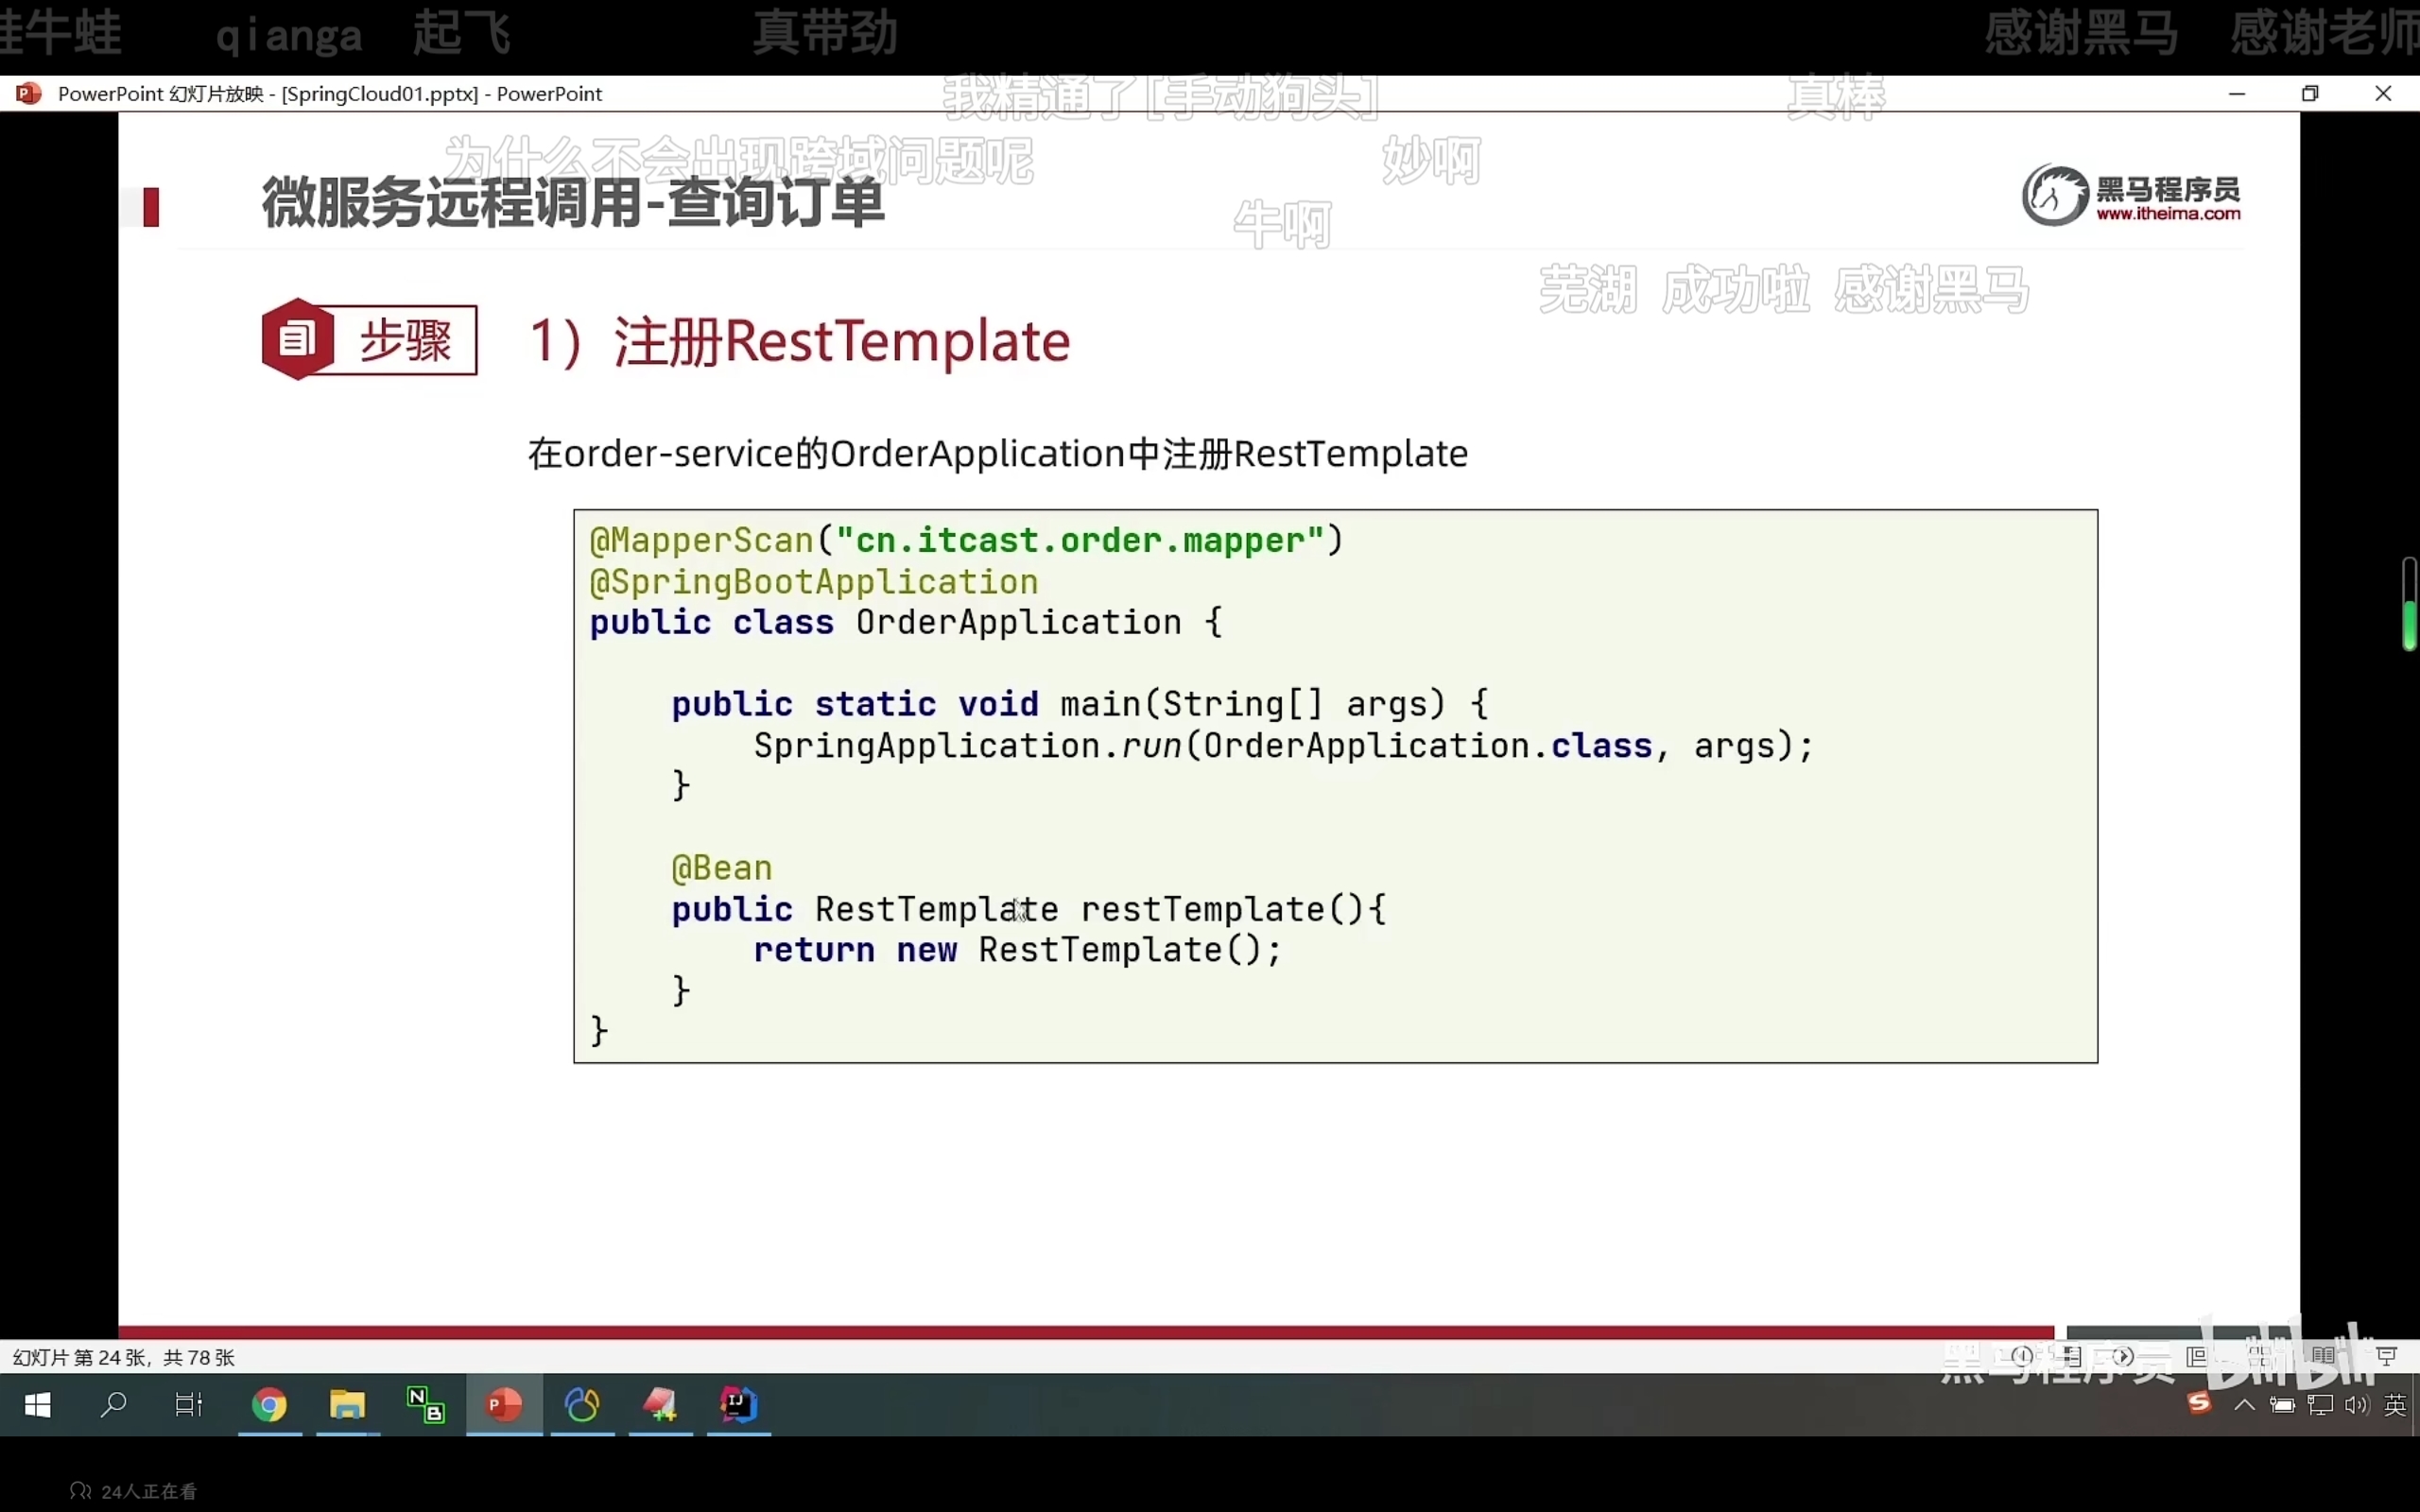 哇牛蛙 qianga 起飞 真带劲 感谢黑马 感谢老师
PowerPoint 幻灯片放映 - [SpringCloud01.pptx] - PowerPoint
我精通了[手动狗头] 真棒
为什么不会出现跨域问题呢 妙啊
微服务远程调用-查询订单
黑马程序员
www.itheima.com
牛啊
芜湖 成功啦 感谢黑马
步骤 1）注册RestTemplate
在order-service的OrderApplication中注册RestTemplate
@MapperScan("cn.itcast.order.mapper")
@SpringBootApplication
public class OrderApplication {
public static void main(String[] args) {
SpringApplication.run(OrderApplication.class, args);
}
@Bean
public RestTemplate restTemplate(){
return new RestTemplate();
}
}
幻灯片 第 24 张，共 78 张
黑马程序员 bilibili
英
24人正在看